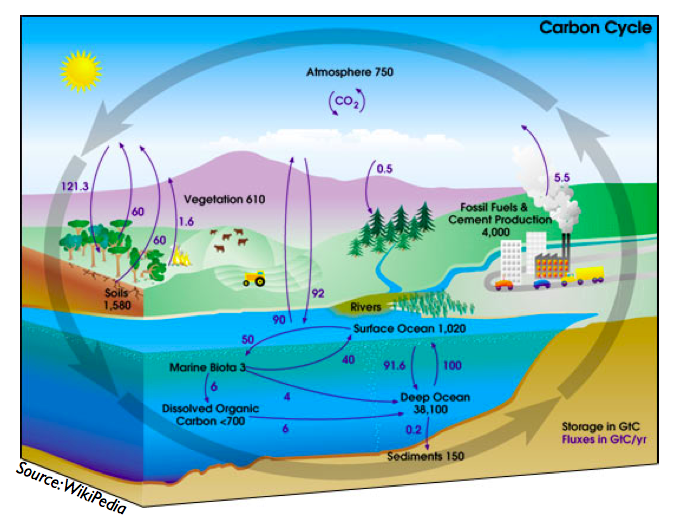 Carbon Cycle
Atmosphere 750
CO2
121.3
60
60
1.6
Vegetation 610
0.5
5.5
Fossil Fuels &
Cement Production
4,000
Soils
1,580
90
92
Rivers
Surface Ocean 1,020
50
40
91.6
100
Marine Biota 3
6
4
Deep Ocean
38,100
Dissolved Organic
Carbon <700
6
0.2
Sediments 150
Storage in GtC
Fluxes in GtC/yr
Source:WikiPedia